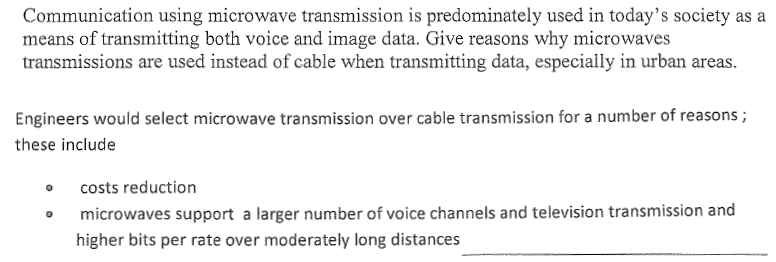 Communication using microwave transmission is predominately used in today's society as a
means of transmitting both voice and image data. Give reasons why microwaves
transmissions are used instead of cable when transmitting data, especially in urban areas.
Engineers would select microwave transmission over cable transmission for a number of reasons ;
these include
• costs reduction
• microwaves support a larger number of voice channels and television transmission and
higher bits per rate over moderately long distances